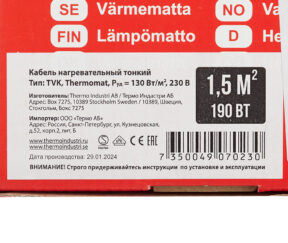 SE Värmematta NO Va
FIN Lämpömatto D He
Кабель нагревательный тонкий
Тип: TVK, Thermomat, Pуд = 130 Вт/м², 230 В
1,5 М²
190 ВТ
Изготовитель: Thermo Industri AB / Термо Индастри АБ
Адрес: Box 7275, 10389 Stockholm Sweden / 10389, Швеция,
Стокгольм, Бокс 7275
Импортер: ООО «Термо АБ»
Адрес: Россия, Санкт-Петербург, ул. Кузнецовская,
д.52, корп.2, лит. Б
www.thermoindustri.ru
www.thermoindustri.se
Дата изготовления:
29.01.2024
7 350049 070230
ВНИМАНИЕ! Строго придерживайтесь инструкции по установке и эксплуатации